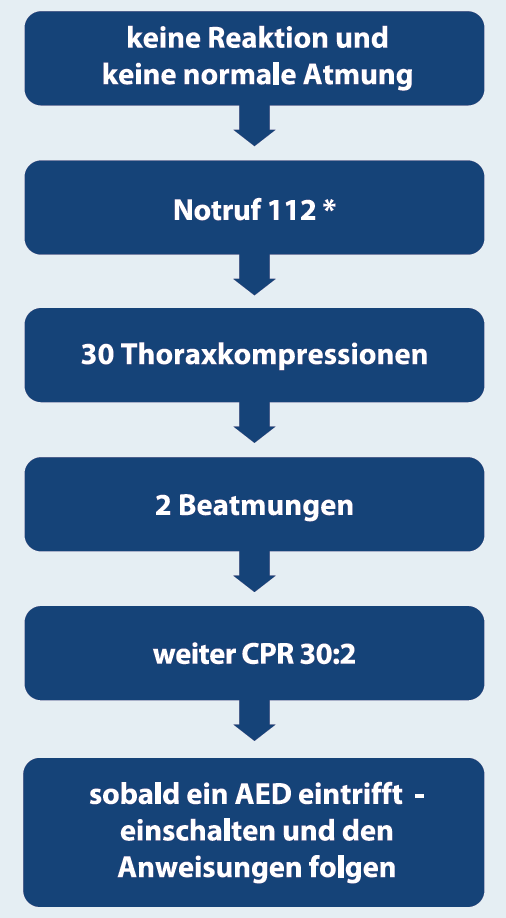 keine Reaktion und
keine normale Atmung
Notruf 112 *
30 Thoraxkompressionen
2 Beatmungen
weiter CPR 30:2
sobald ein AED eintrifft -
einschalten und den
Anweisungen folgen